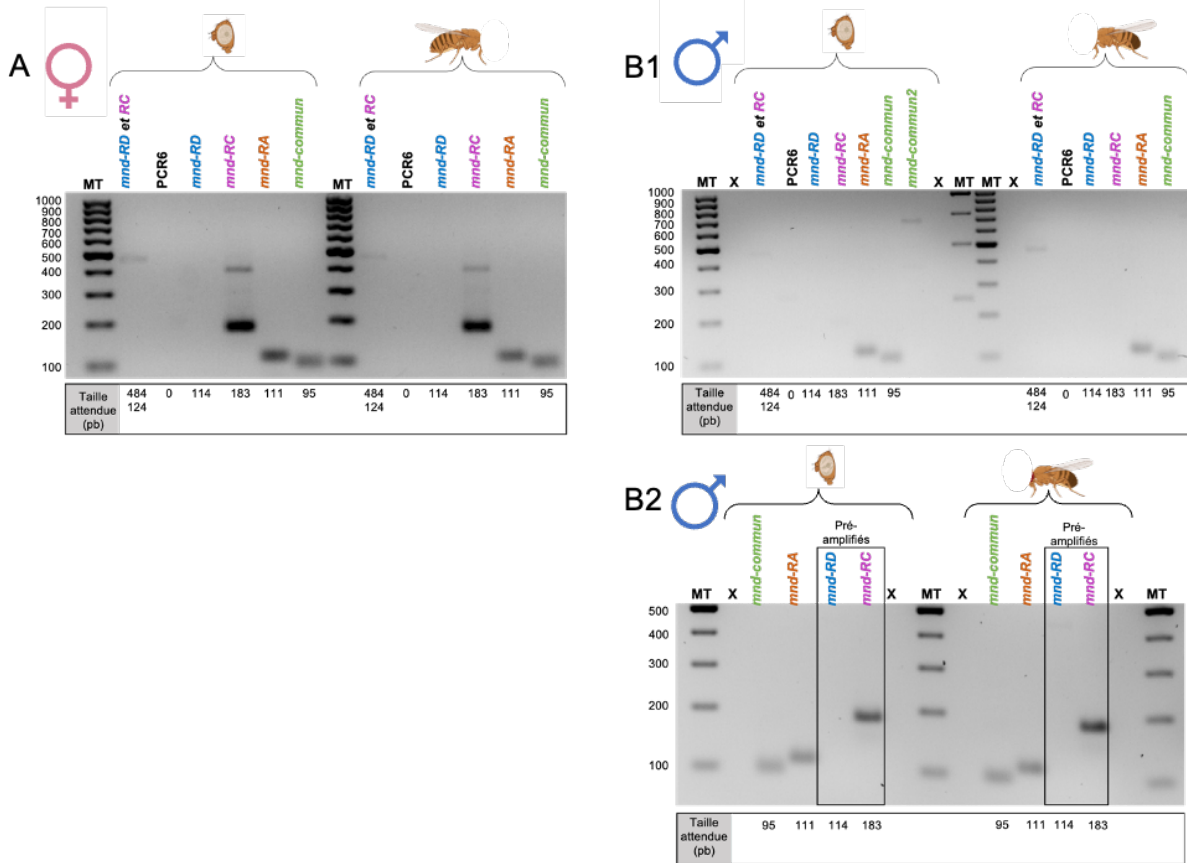 A
mnd-RD et RC
PCR6
mnd-RD
mnd-RC
mnd-RA
mnd-commun
mnd-RD et RC
PCR6
mnd-RD
mnd-RC
mnd-RA
mnd-commun
MT
MT
1000
900
800
700
600
500
400
300
200
100
Taille attendue (pb)
484 0 114 183 111 95 484 0 114 183 111 95
124 124
B1
X
mnd-RD et RC
PCR6
mnd-RD
mnd-RC
mnd-RA
mnd-commun
mnd-commun2
X
MT
MT
MT
X
mnd-RD et RC
PCR6
mnd-RD
mnd-RC
mnd-RA
mnd-commun
1000
900
800
700
600
500
400
300
200
100
Taille attendue (pb)
484 0 114 183 111 95 484 0 114 183 111 95
124 124
B2
Pré-amplifiés
Pré-amplifiés
MT
X
mnd-commun
mnd-RA
mnd-RD
mnd-RC
X
MT
X
mnd-commun
mnd-RA
mnd-RD
mnd-RC
X
MT
500
400
300
200
100
Taille attendue (pb)
95 111 114 183 95 111 114 183